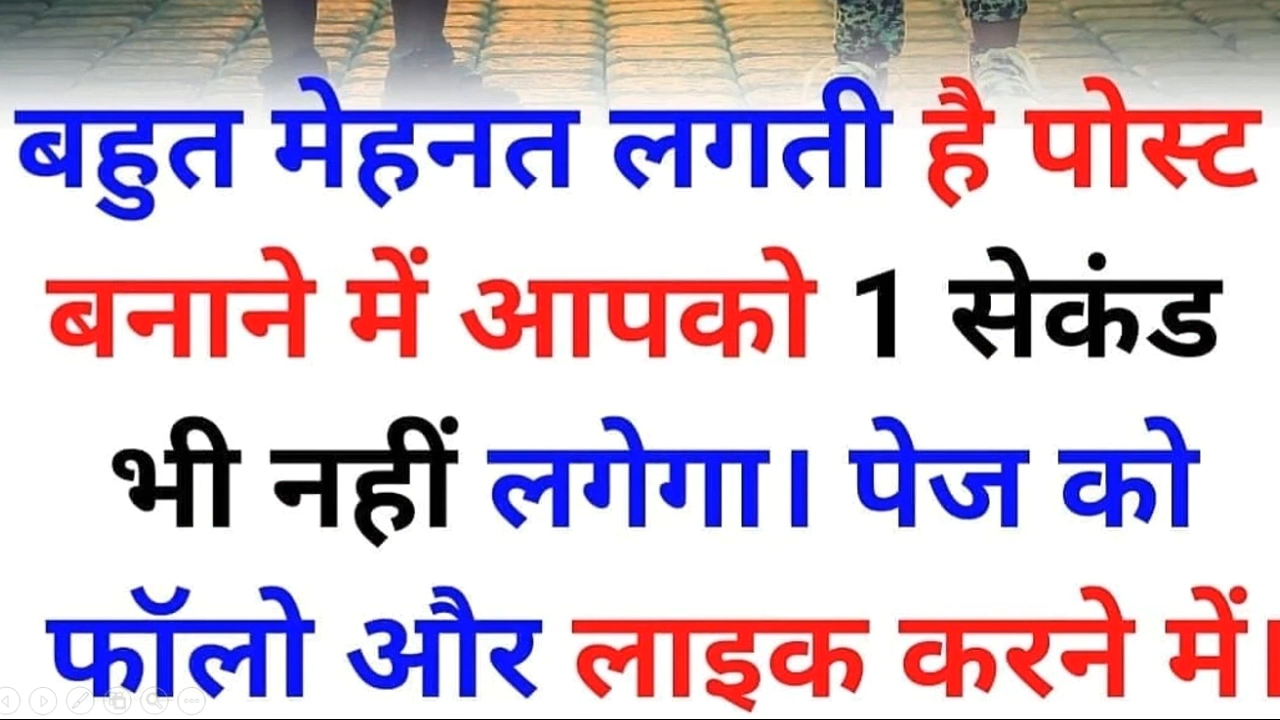 बहुत मेहनत लगती है पोस्ट
बनाने में आपको 1 सेकंड
भी नहीं लगेगा। पेज को
फॉलो और लाइक करने में।